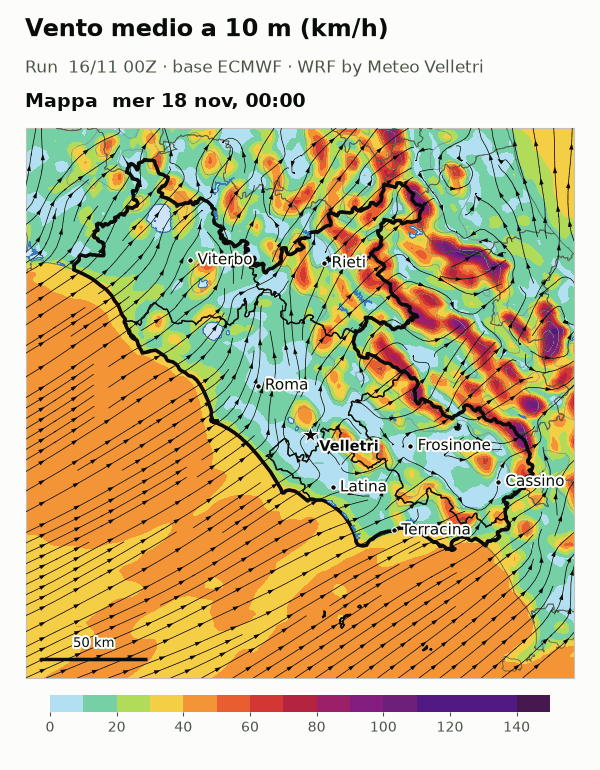 Vento medio a 10 m (km/h)
Run  16/11 00Z · base ECMWF · WRF by Meteo Velletri
Mappa  mer 18 nov, 00:00
Viterbo
Rieti
Roma
Velletri
Frosinone
Latina
Cassino
Terracina
50 km
0 20 40 60 80 100 120 140